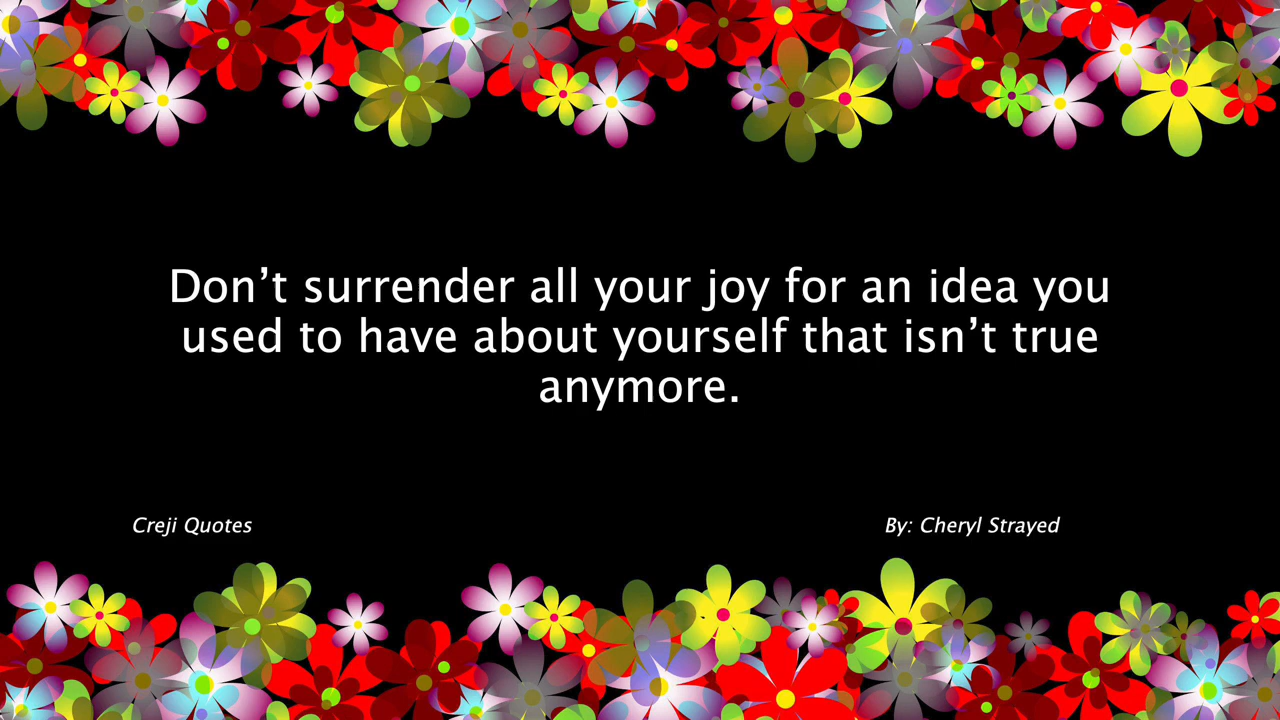 Don’t surrender all your joy for an idea you
used to have about yourself that isn’t true
anymore.
Creji Quotes
By: Cheryl Strayed